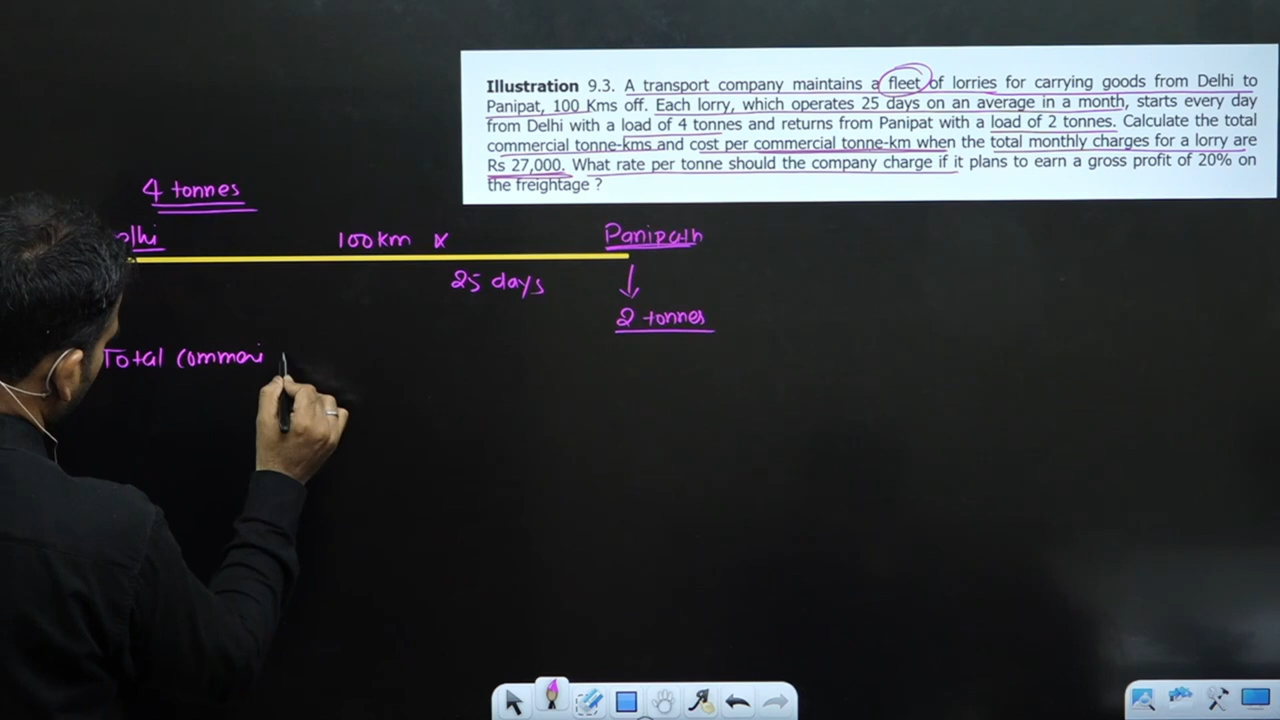 Illustration 9.3. A transport company maintains a fleet of lorries for carrying goods from Delhi to
Panipat, 100 Kms off. Each lorry, which operates 25 days on an average in a month, starts every day
from Delhi with a load of 4 tonnes and returns from Panipat with a load of 2 tonnes. Calculate the total
commercial tonne-kms and cost per commercial tonne-km when the total monthly charges for a lorry are
Rs 27,000. What rate per tonne should the company charge if it plans to earn a gross profit of 20% on
the freightage ?
4 tonnes
lhi 100km x Panipath
25 days
2 tonnes
Total Commerci